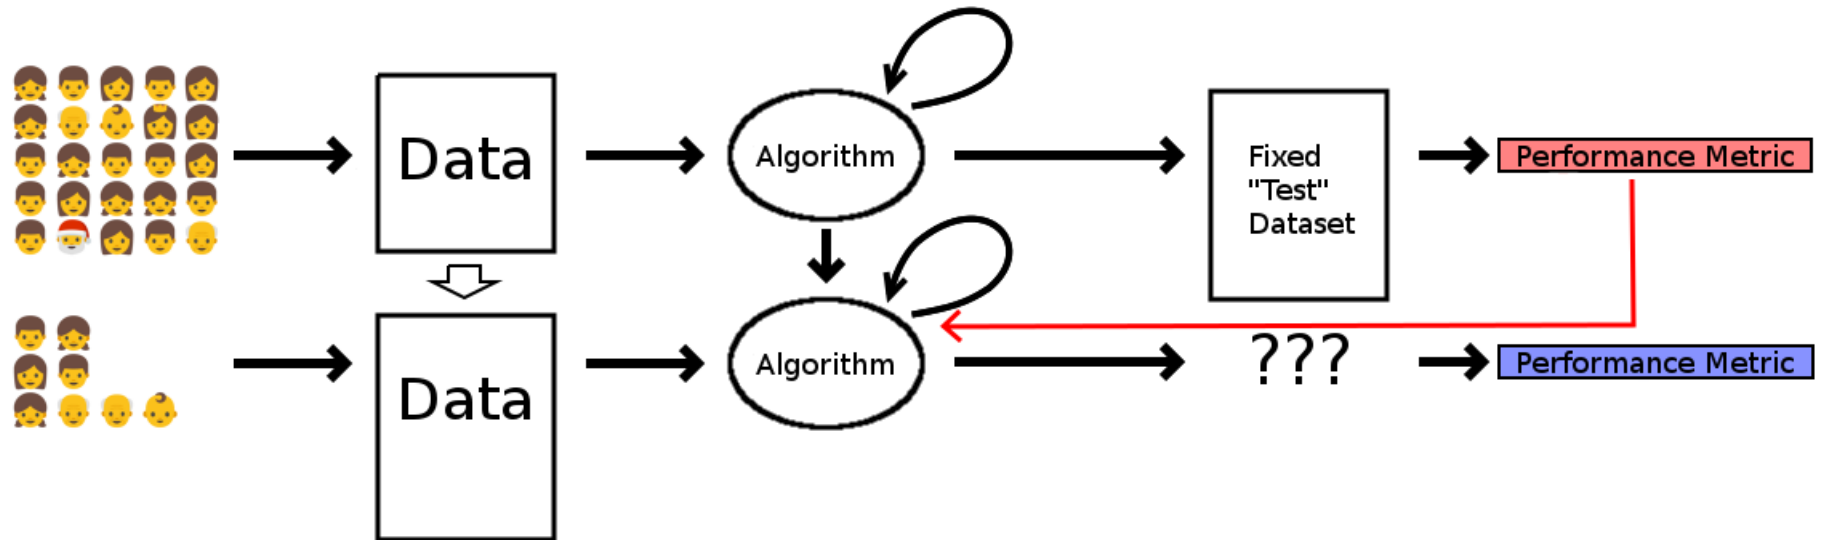 Data
Algorithm
Fixed
"Test"
Dataset
Performance Metric
Data
Algorithm
???
Performance Metric